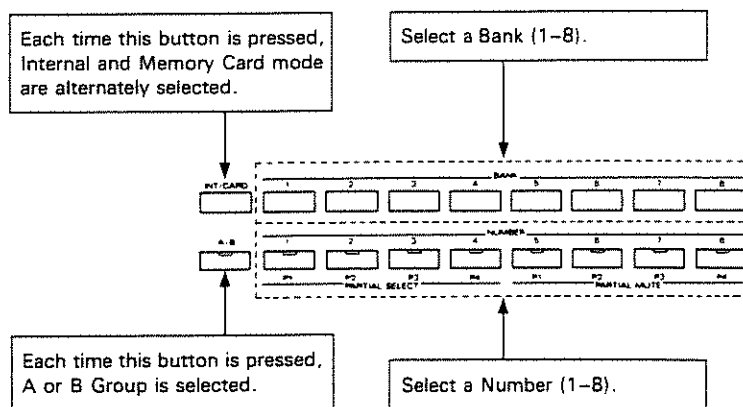 Each time this button is pressed,
Internal and Memory Card mode
are alternately selected.
Select a Bank (1–8).
BANK
INT/CARD
1 2 3 4 5 6 7 8
NUMBER
A·B
1 2 3 4 5 6 7 8
P1 P2 P3 P4 P1 P2 P3 P4
PARTIAL SELECT PARTIAL MUTE
Each time this button is pressed,
A or B Group is selected.
Select a Number (1–8).